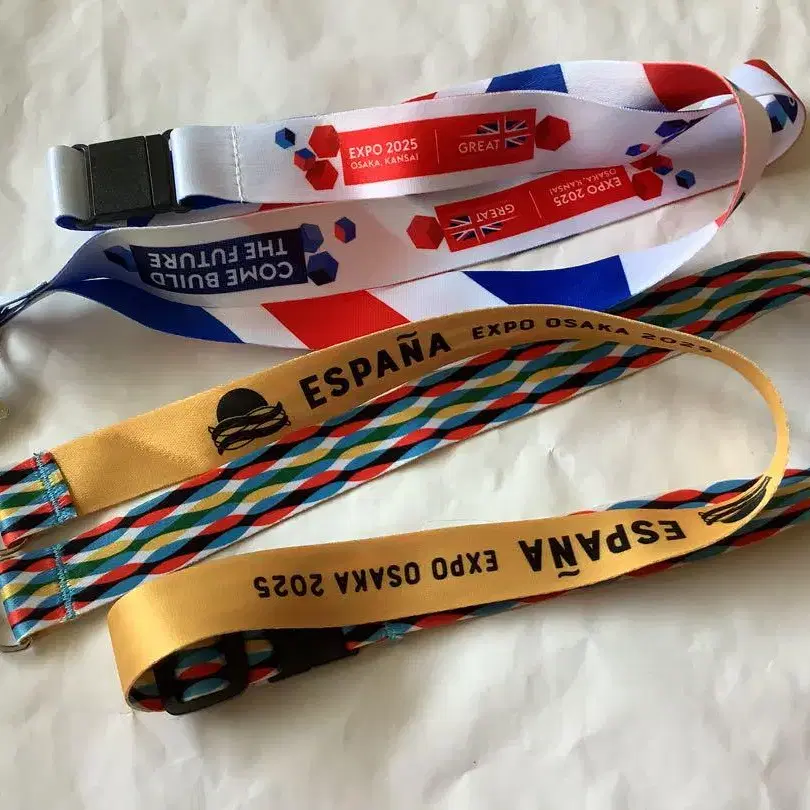 EXPO 2025
OSAKA, KANSAI
GREAT
EXPO 2025
OSAKA, KANSAI
GREAT
COME BUILD
THE FUTURE
ESPAÑA EXPO OSAKA 2025
ESPAÑA EXPO OSAKA 2025